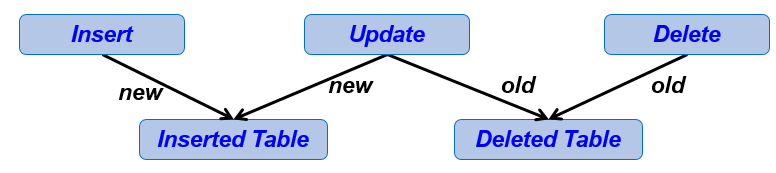 Insert
Update
Delete
new
new
old
old
Inserted Table
Deleted Table